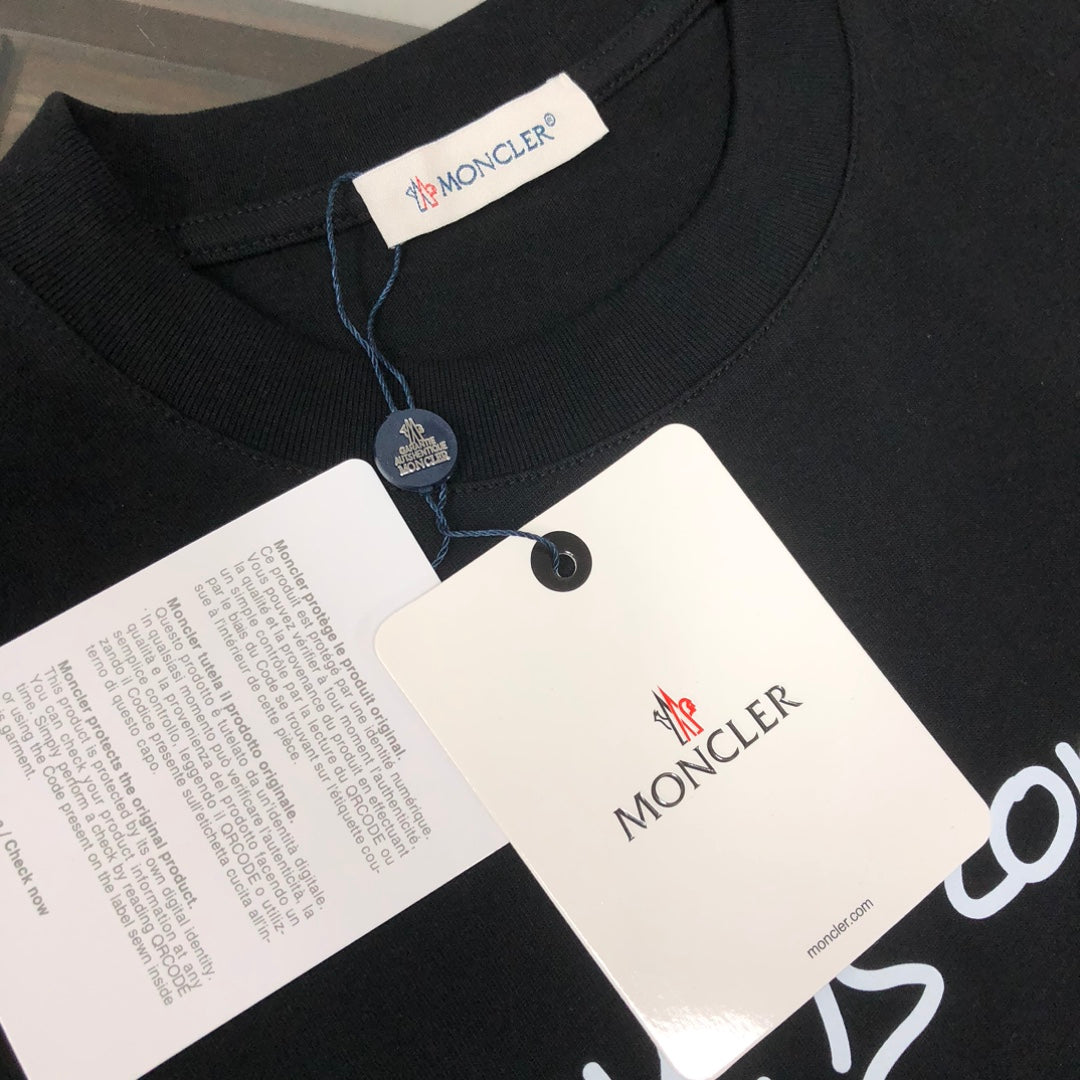 MONCLER®
GARANTIE
AUTHENTIQUE
MONCLER
Moncler protège le produit original.
Ce produit est protégé par une identité numérique.
Vous pouvez vérifier à tout moment l'authenticité,
la qualité et la provenance du produit en effectuant
un simple contrôle par la lecture du QRCODE ou
par le biais du Code se trouvant sur l'étiquette cou-
sue à l'intérieur de cette pièce.
Moncler tutela il prodotto originale.
Questo prodotto è tutelato da un'identità digitale.
in qualsiasi momento può verificare l'autenticità, la
qualità e la provenienza del prodotto facendo un
semplice controllo, leggendo il QRCODE o utiliz-
zando il Codice presente sull'etichetta cucita all'in-
terno di questo capo.
Moncler protects the original product.
This product is protected by its own digital identity.
You can check your product information at any
time. Simply perform a check by reading QRCODE
or using the Code present on the label sewn inside
garment.
/ Check now
MONCLER
moncler.com